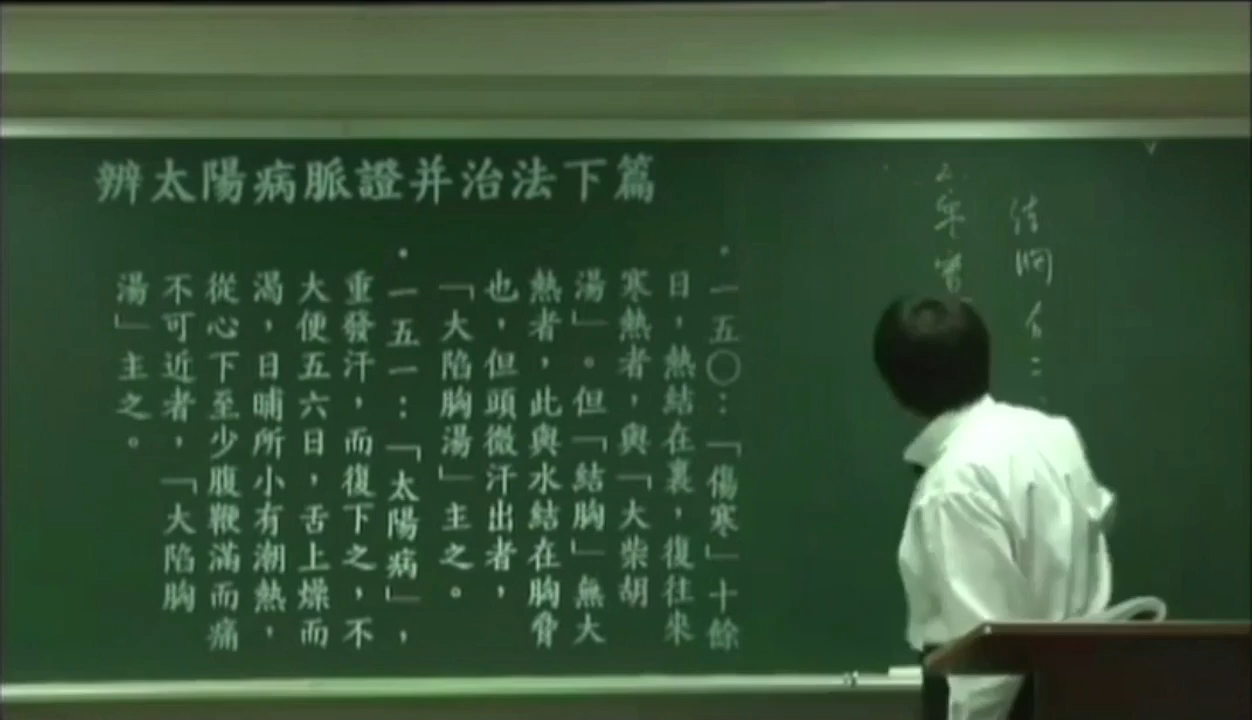 辨太陽病脈證并治法下篇
·一五〇：「傷寒」十餘
日，熱結在裏，復往來
寒熱者，與「大柴胡
湯」。但「結胸」無大
熱者，此與水結在胸脅
也，但頭微汗出者，
「大陷胸湯」主之。
·一五一：「太陽病」，
重發汗，而復下之，不
大便五六日，舌上燥而
渴，日晡所小有潮熱，
從心下至少腹鞕滿而痛
不可近者，「大陷胸
湯」主之。